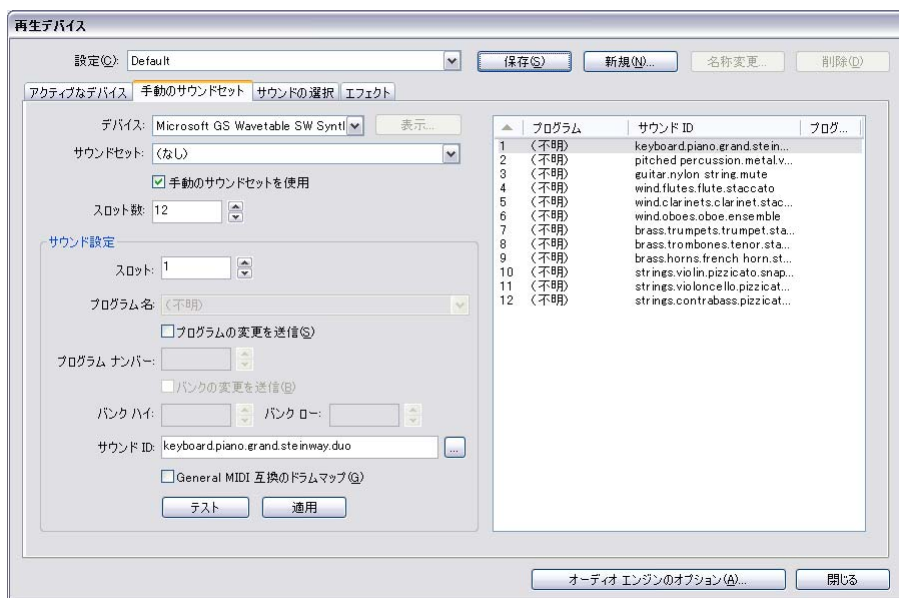 再生デバイス
設定(C): Default 保存(S) 新規(N)... 名称変更... 削除(D)
アクティブなデバイス 手動のサウンドセット サウンドの選択 エフェクト
デバイス: Microsoft GS Wavetable SW Syntl 表示...
サウンドセット: (なし)
手動のサウンドセットを使用
スロット数: 12
サウンド設定
スロット: 1
プログラム名: (不明)
プログラムの変更を送信(S)
プログラム ナンバー:
バンクの変更を送信(B)
バンク ハイ: バンク ロー:
サウンド ID: keyboard.piano.grand.steinway.duo ...
General MIDI 互換のドラムマップ(G)
テスト 適用
プログラム サウンド ID プログ...
1 (不明) keyboard.piano.grand.stein...
2 (不明) pitched percussion.metal.v...
3 (不明) guitar.nylon string.mute
4 (不明) wind.flutes.flute.staccato
5 (不明) wind.clarinets.clarinet.stac...
6 (不明) wind.oboes.oboe.ensemble
7 (不明) brass.trumpets.trumpet.sta...
8 (不明) brass.trombones.tenor.sta...
9 (不明) brass.horns.french horn.st...
10 (不明) strings.violin.pizzicato.snap...
11 (不明) strings.violoncello.pizzicat...
12 (不明) strings.contrabass.pizzicat...
オーディオ エンジンのオプション(A)... 閉じる